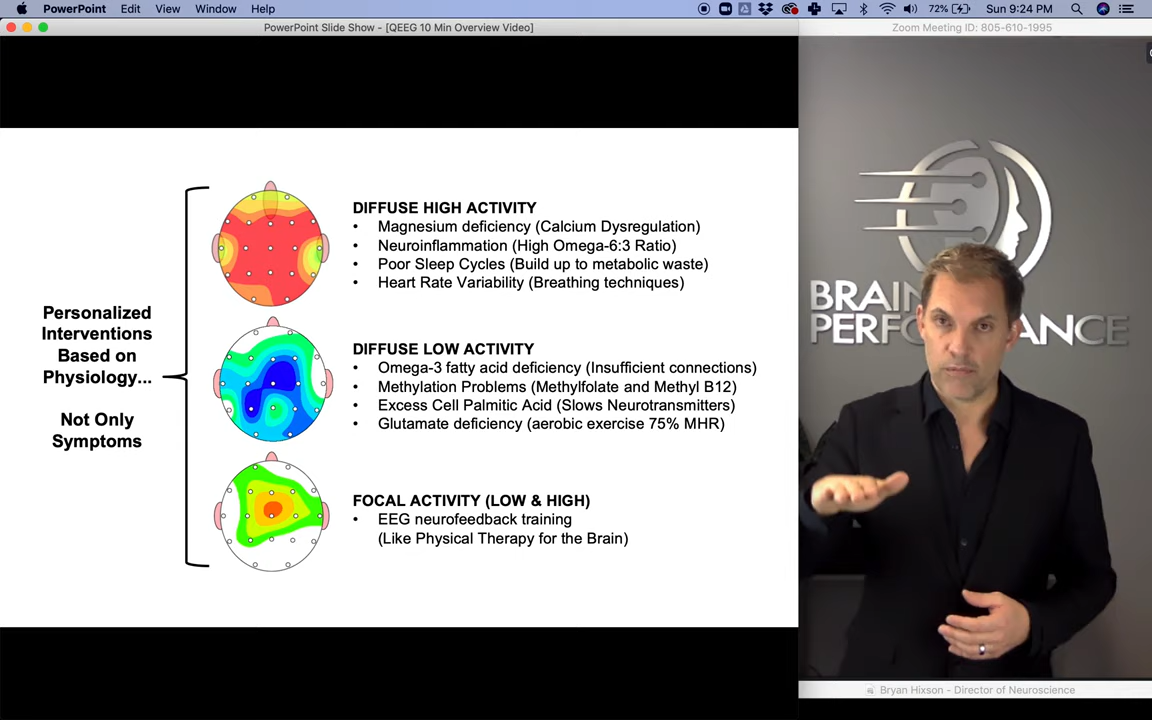 PowerPoint Edit View Window Help 72% Sun 9:24 PM
PowerPoint Slide Show - [QEEG 10 Min Overview Video]
Zoom Meeting ID: 805-610-1995
Personalized
Interventions
Based on
Physiology...
Not Only
Symptoms
DIFFUSE HIGH ACTIVITY
• Magnesium deficiency (Calcium Dysregulation)
• Neuroinflammation (High Omega-6:3 Ratio)
• Poor Sleep Cycles (Build up to metabolic waste)
• Heart Rate Variability (Breathing techniques)
DIFFUSE LOW ACTIVITY
• Omega-3 fatty acid deficiency (Insufficient connections)
• Methylation Problems (Methylfolate and Methyl B12)
• Excess Cell Palmitic Acid (Slows Neurotransmitters)
• Glutamate deficiency (aerobic exercise 75% MHR)
FOCAL ACTIVITY (LOW & HIGH)
• EEG neurofeedback training
(Like Physical Therapy for the Brain)
BRAIN
Bryan Hixson - Director of Neuroscience